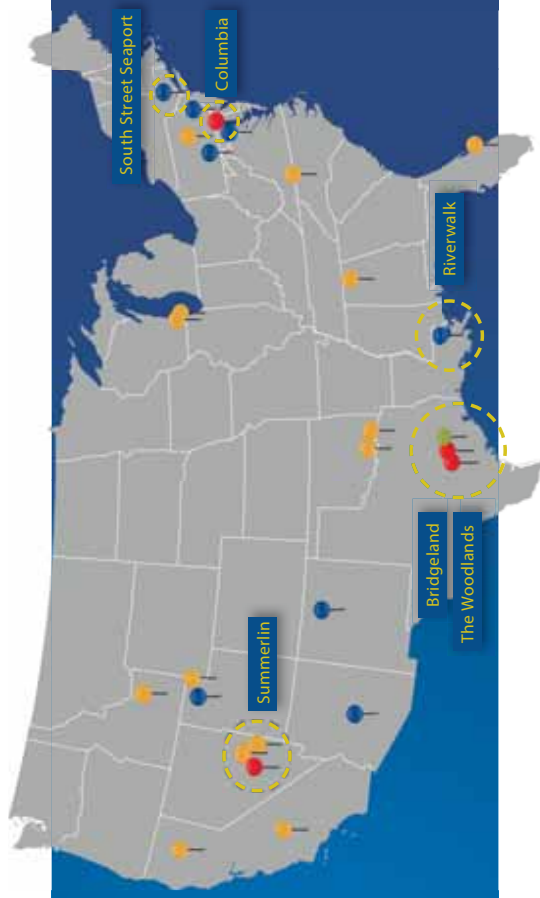 South Street Seaport
Columbia
Riverwalk
Bridgeland
The Woodlands
Summerlin